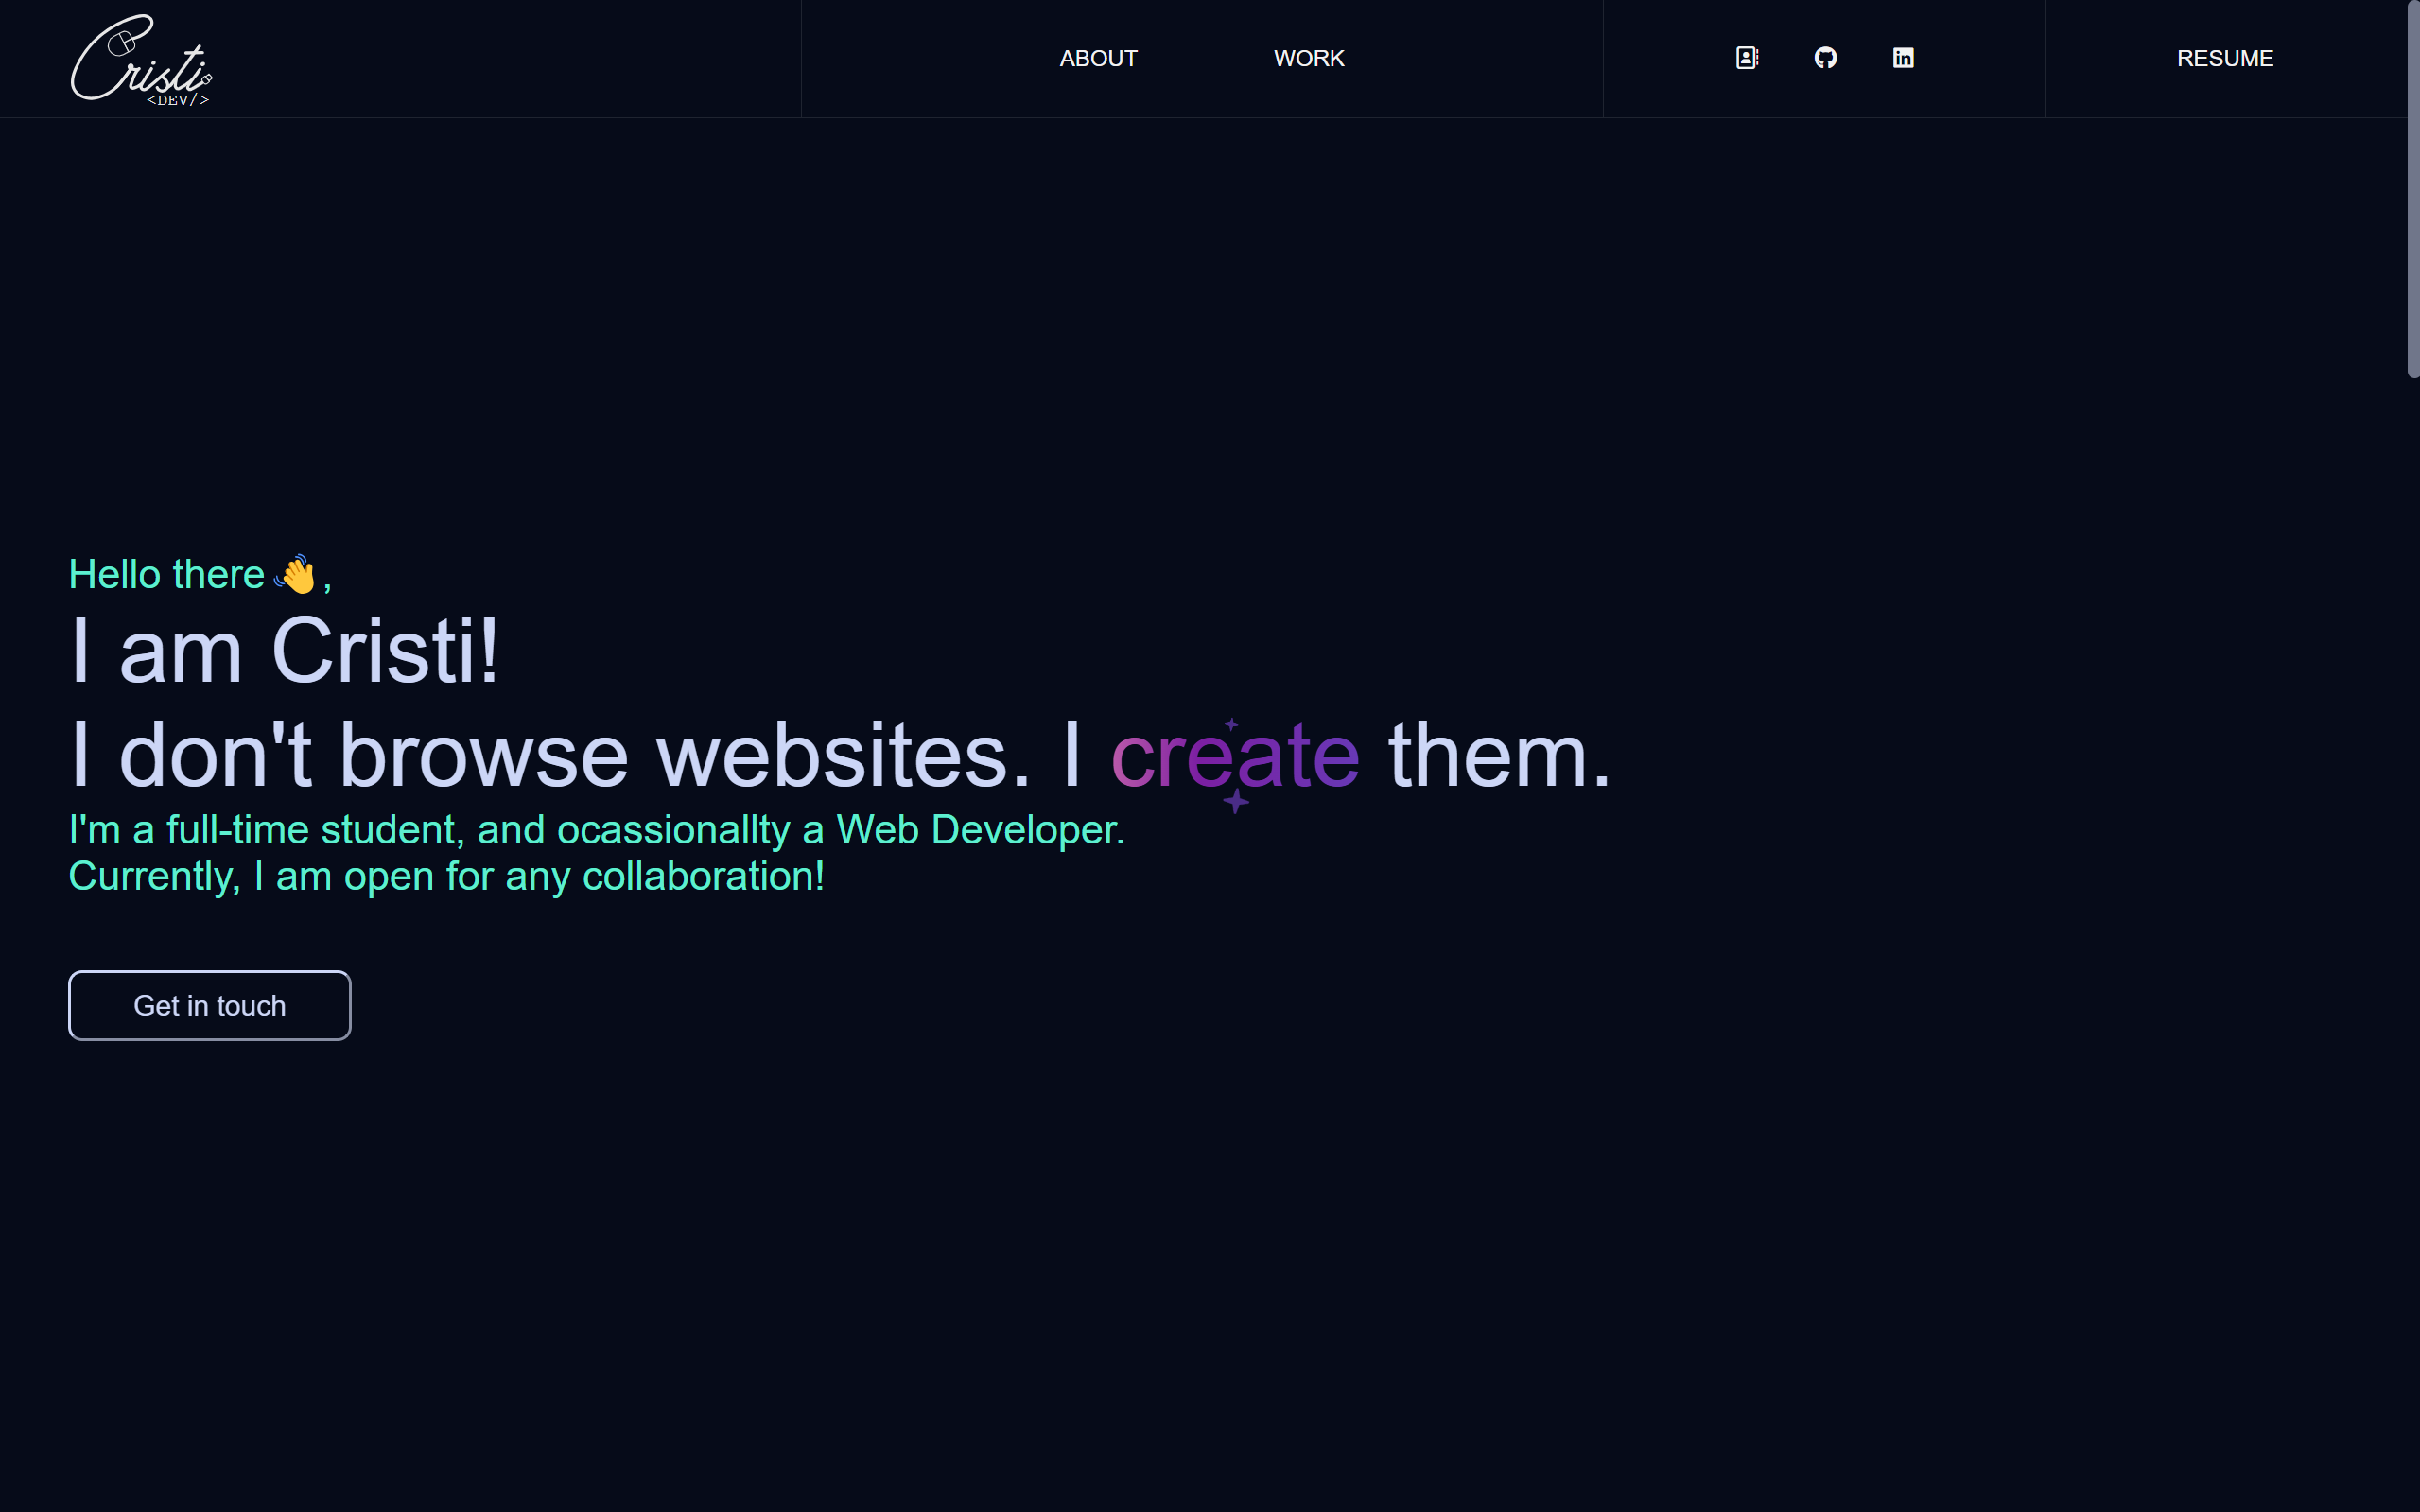 Cristi
<DEV/>
ABOUT WORK RESUME
Hello there 👋,
I am Cristi!
I don't browse websites. I create them.
I'm a full-time student, and ocassionallty a Web Developer.
Currently, I am open for any collaboration!
Get in touch